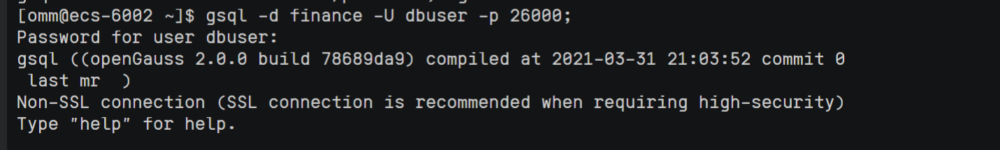 [omm@ecs-6002 ~]$ gsql -d finance -U dbuser -p 26000;
Password for user dbuser:
gsql ((openGauss 2.0.0 build 78689da9) compiled at 2021-03-31 21:03:52 commit 0
 last mr  )
Non-SSL connection (SSL connection is recommended when requiring high-security)
Type "help" for help.